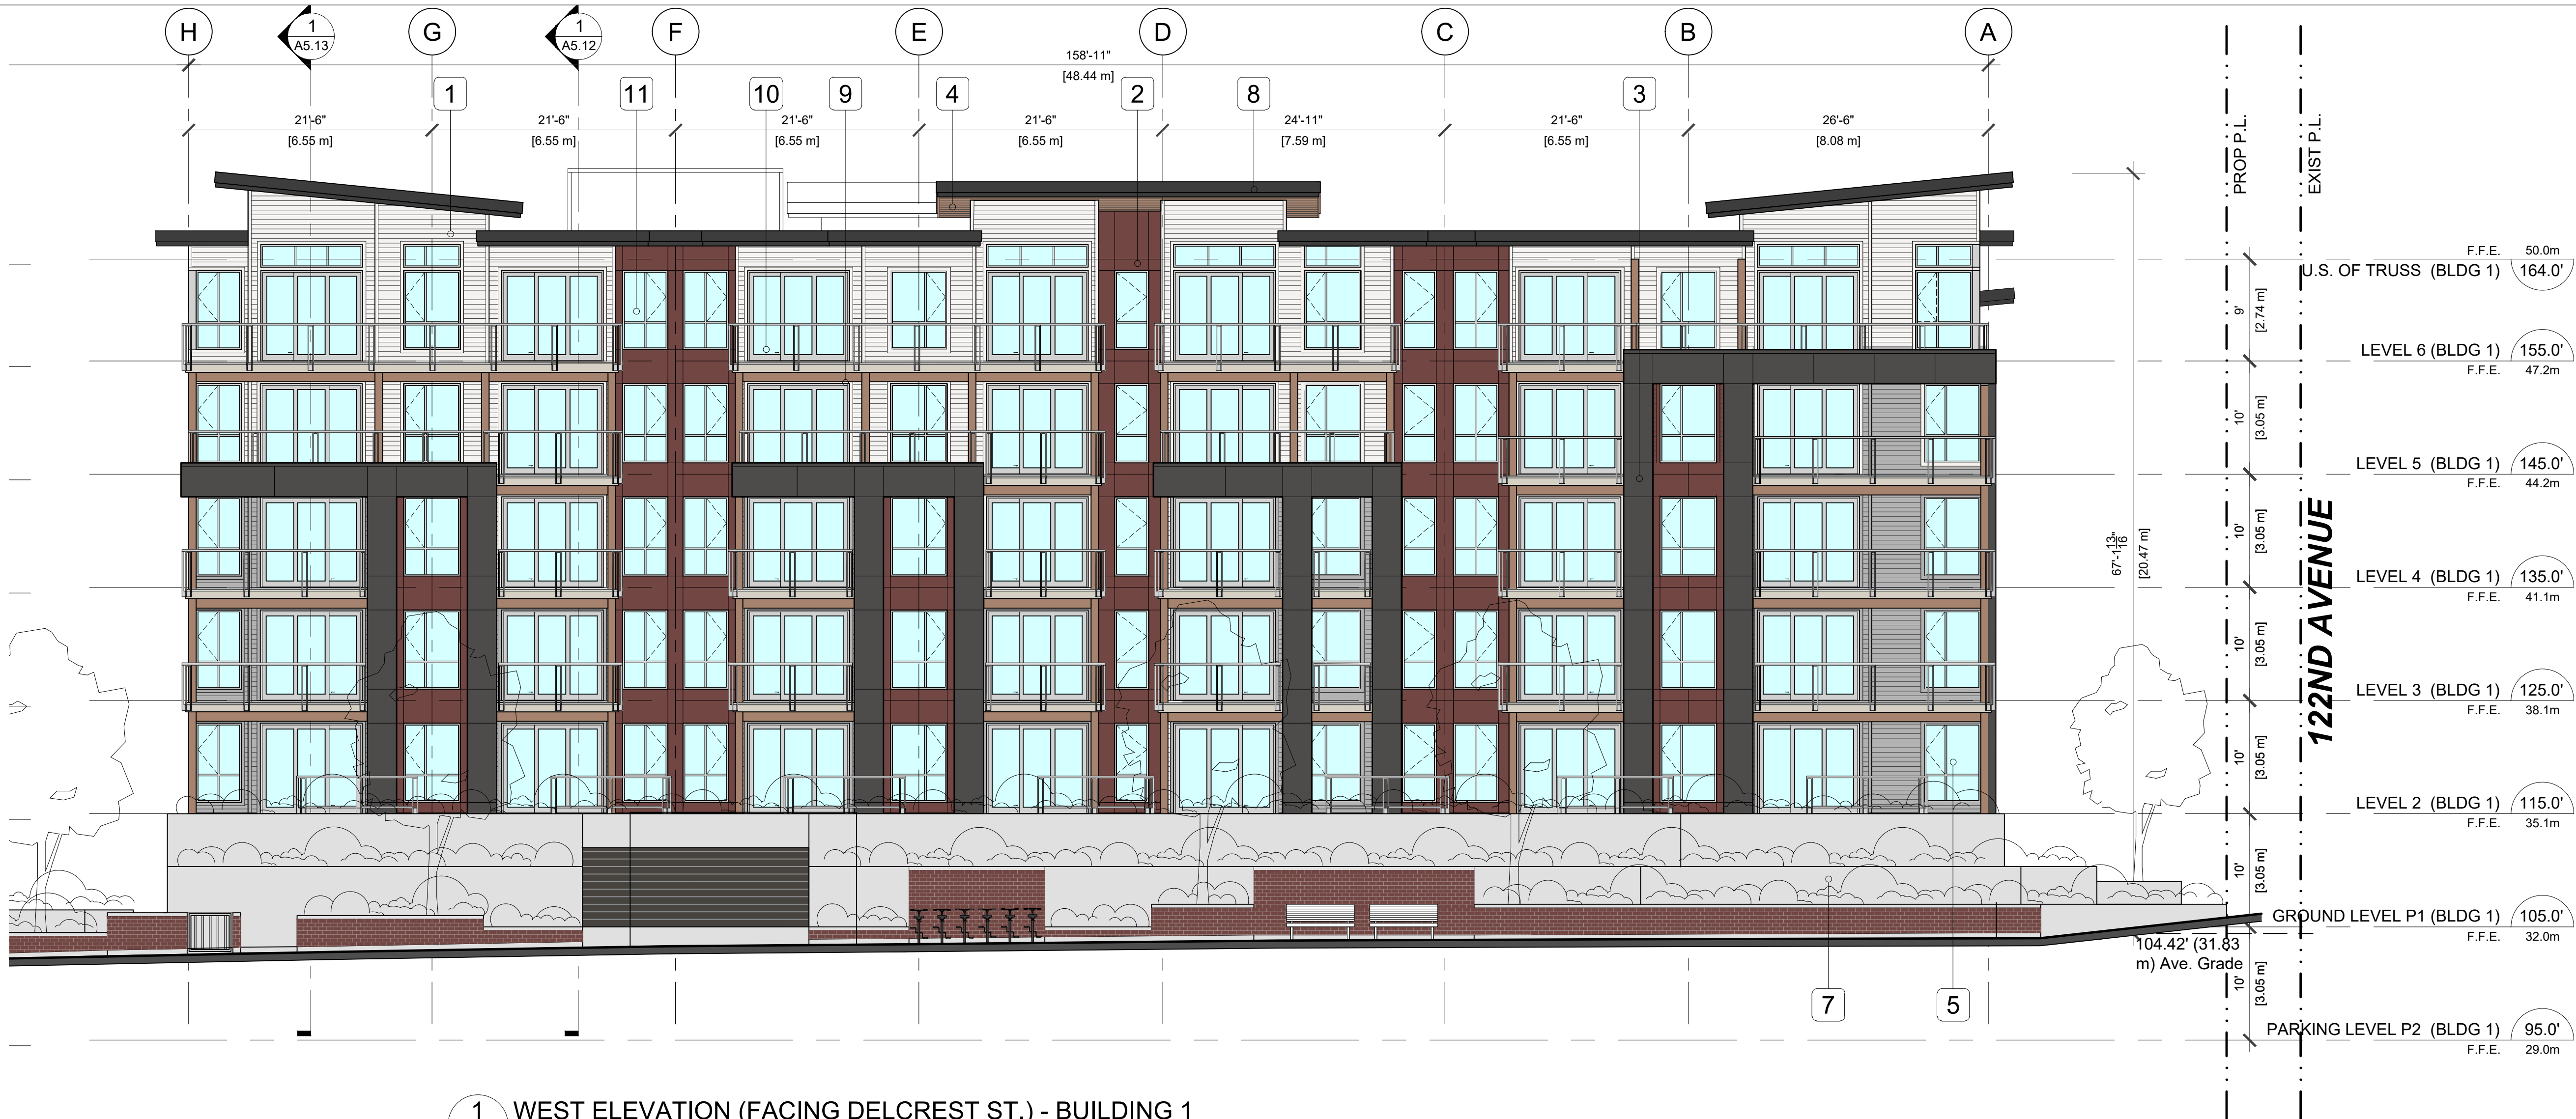 H
1
A5.13
G
1
A5.12
F
E
D
C
B
A
158'-11"
[48.44 m]
1
11
10
9
4
2
8
3
21'-6"
[6.55 m]
21'-6"
[6.55 m]
21'-6"
[6.55 m]
21'-6"
[6.55 m]
24'-11"
[7.59 m]
21'-6"
[6.55 m]
26'-6"
[8.08 m]
PROP P.L.
EXIST P.L.
122ND AVENUE
67'-1 13/16"
[20.47 m]
F.F.E. 50.0m
U.S. OF TRUSS (BLDG 1) 164.0'
9'
[2.74 m]
LEVEL 6 (BLDG 1) 155.0'
F.F.E. 47.2m
10'
[3.05 m]
LEVEL 5 (BLDG 1) 145.0'
F.F.E. 44.2m
10'
[3.05 m]
LEVEL 4 (BLDG 1) 135.0'
F.F.E. 41.1m
10'
[3.05 m]
LEVEL 3 (BLDG 1) 125.0'
F.F.E. 38.1m
10'
[3.05 m]
LEVEL 2 (BLDG 1) 115.0'
F.F.E. 35.1m
10'
[3.05 m]
GROUND LEVEL P1 (BLDG 1) 105.0'
F.F.E. 32.0m
104.42' (31.83
m) Ave. Grade
10'
[3.05 m]
7
5
PARKING LEVEL P2 (BLDG 1) 95.0'
F.F.E. 29.0m
1 WEST ELEVATION (FACING DELCREST ST.) - BUILDING 1